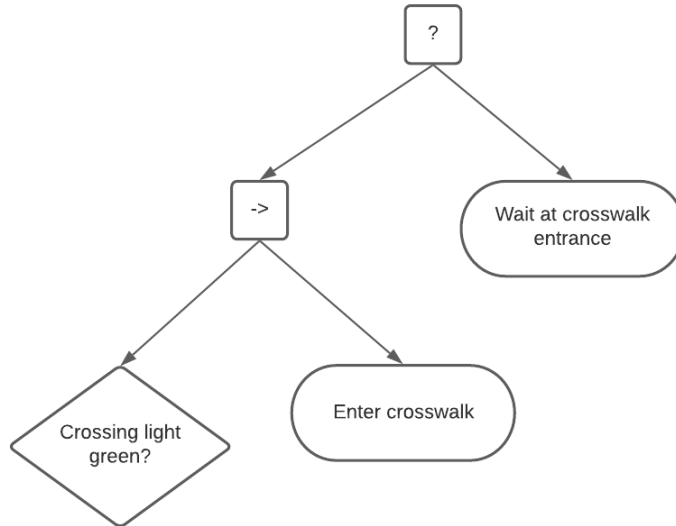 ?
->
Wait at crosswalk
entrance
Crossing light
green?
Enter crosswalk